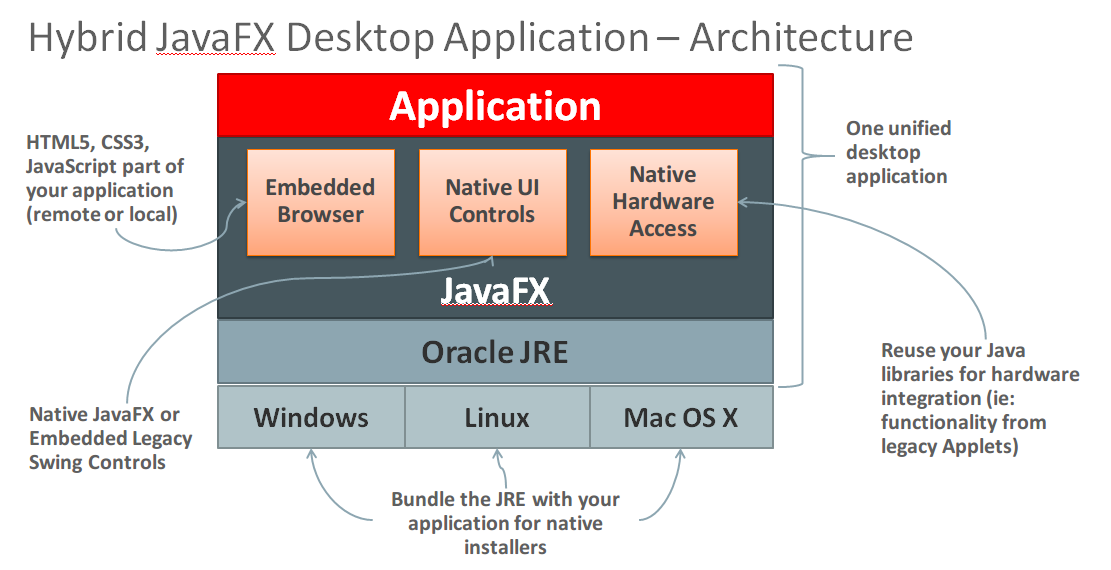 Hybrid JavaFX Desktop Application – Architecture
Application
HTML5, CSS3,
JavaScript part of
your application
(remote or local)
One unified
desktop
application
Embedded
Browser
Native UI
Controls
Native
Hardware
Access
JavaFX
Oracle JRE
Reuse your Java
libraries for hardware
integration (ie:
functionality from
legacy Applets)
Native JavaFX or
Embedded Legacy
Swing Controls
Windows
Linux
Mac OS X
Bundle the JRE with your
application for native
installers